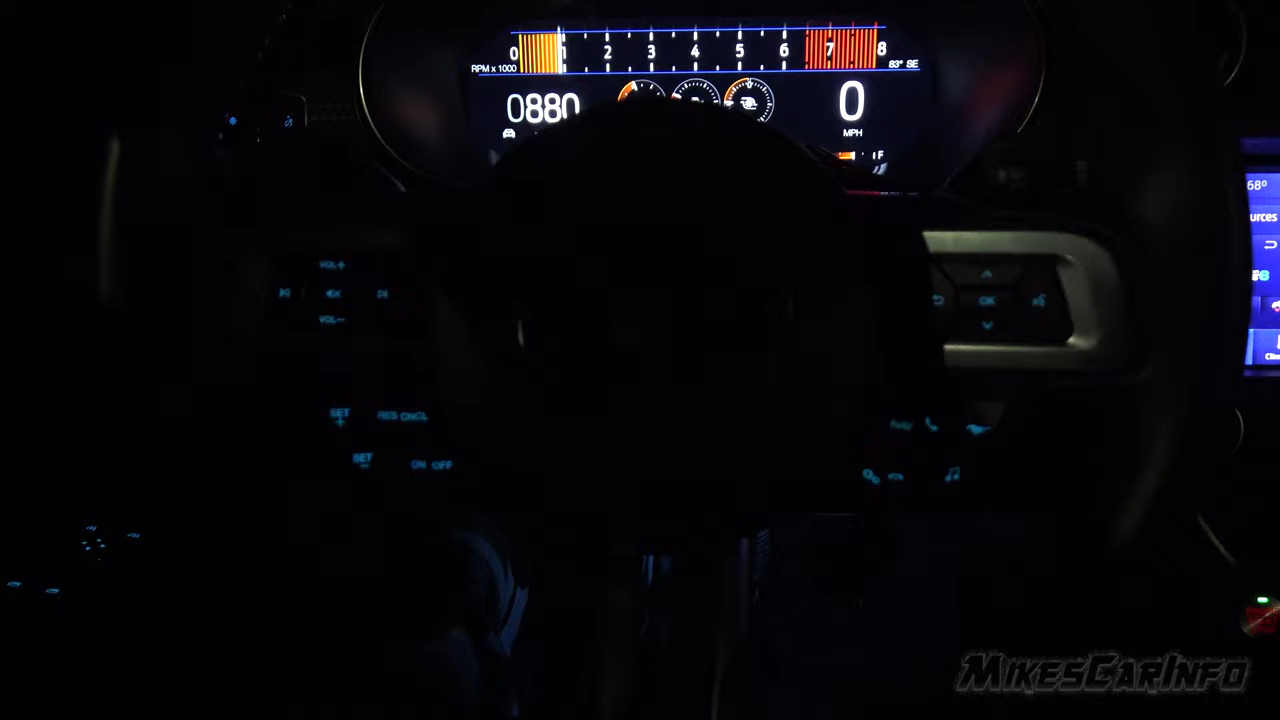 0 1 2 3 4 5 6 7 8
RPM x 1000
83° SE
0880
0
MPH
F
68°
urces
VOL+
VOL-
OK
SET
+
RES CNCL
SET
-
ON OFF
MIKESCARINFO